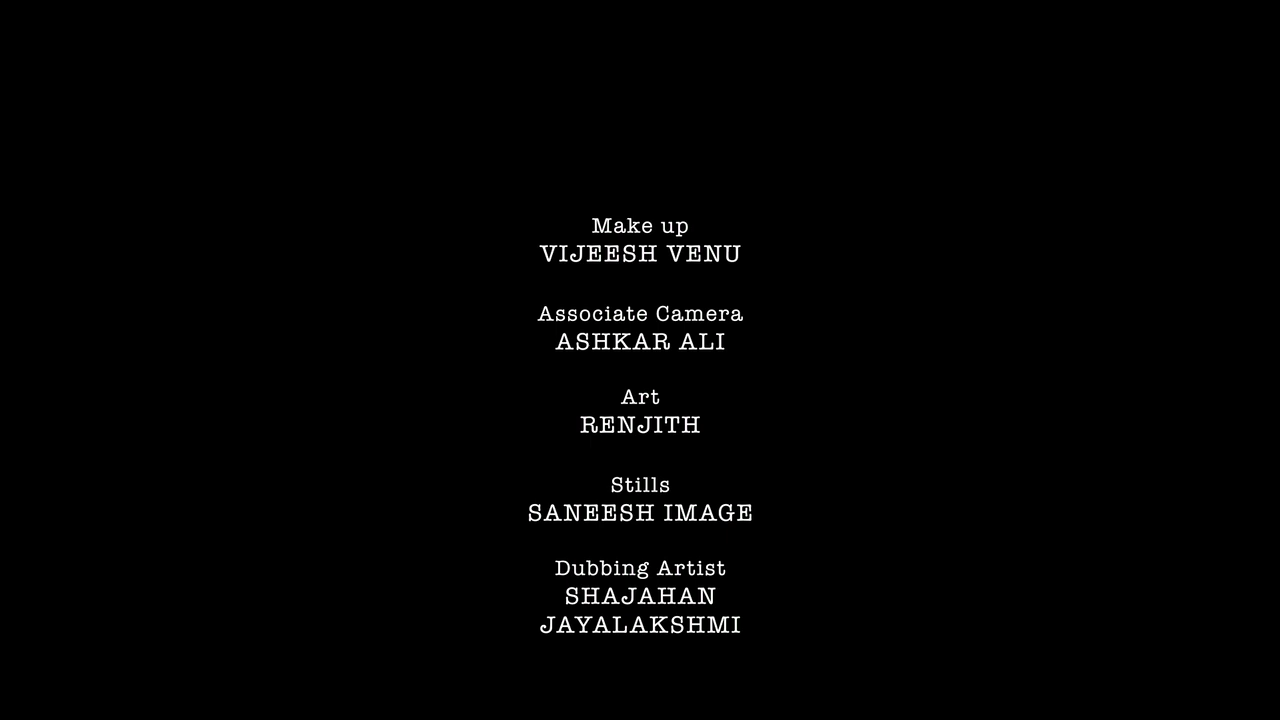 Make up
VIJEESH VENU
Associate Camera
ASHKAR ALI
Art
RENJITH
Stills
SANEESH IMAGE
Dubbing Artist
SHAJAHAN
JAYALAKSHMI